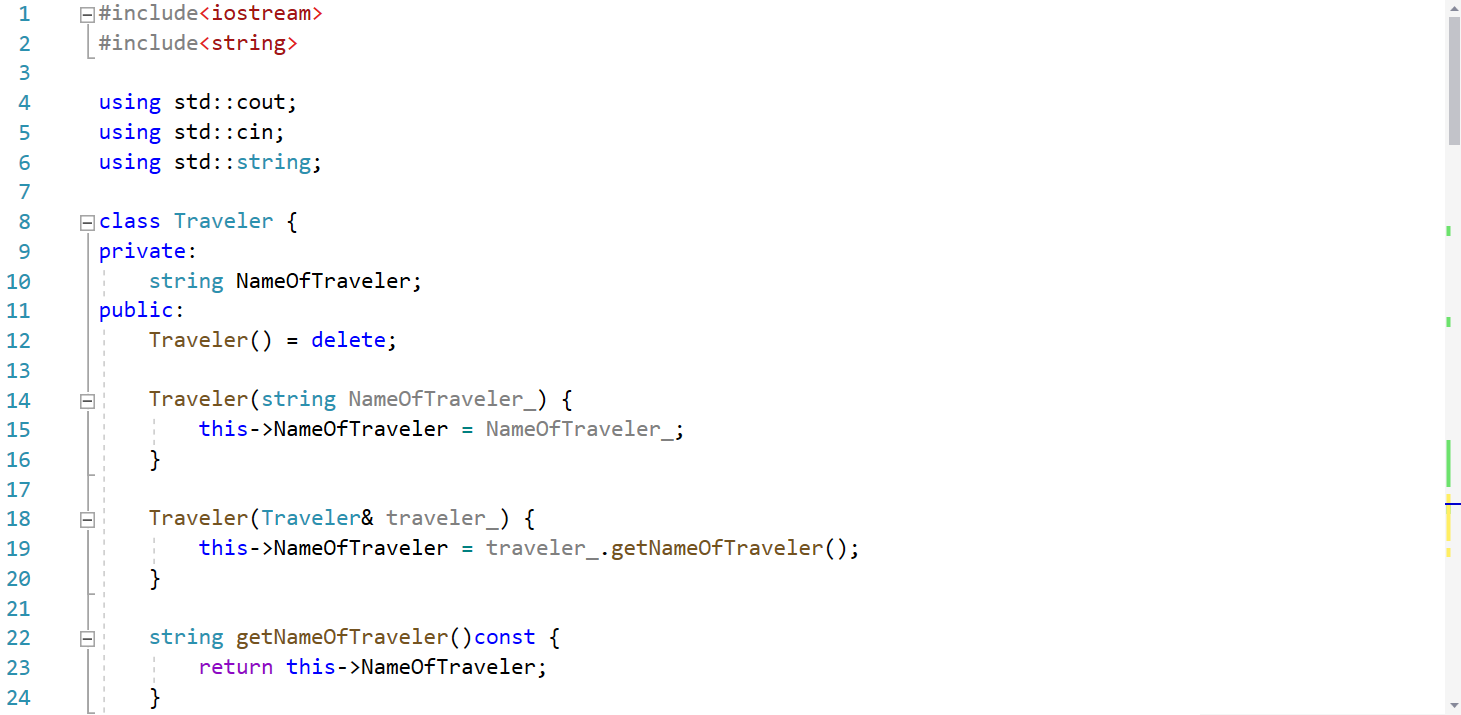 1 #include<iostream>
2 #include<string>
3
4 using std::cout;
5 using std::cin;
6 using std::string;
7
8 class Traveler {
9 private:
10 string NameOfTraveler;
11 public:
12 Traveler() = delete;
13
14 Traveler(string NameOfTraveler_) {
15 this->NameOfTraveler = NameOfTraveler_;
16 }
17
18 Traveler(Traveler& traveler_) {
19 this->NameOfTraveler = traveler_.getNameOfTraveler();
20 }
21
22 string getNameOfTraveler()const {
23 return this->NameOfTraveler;
24 }